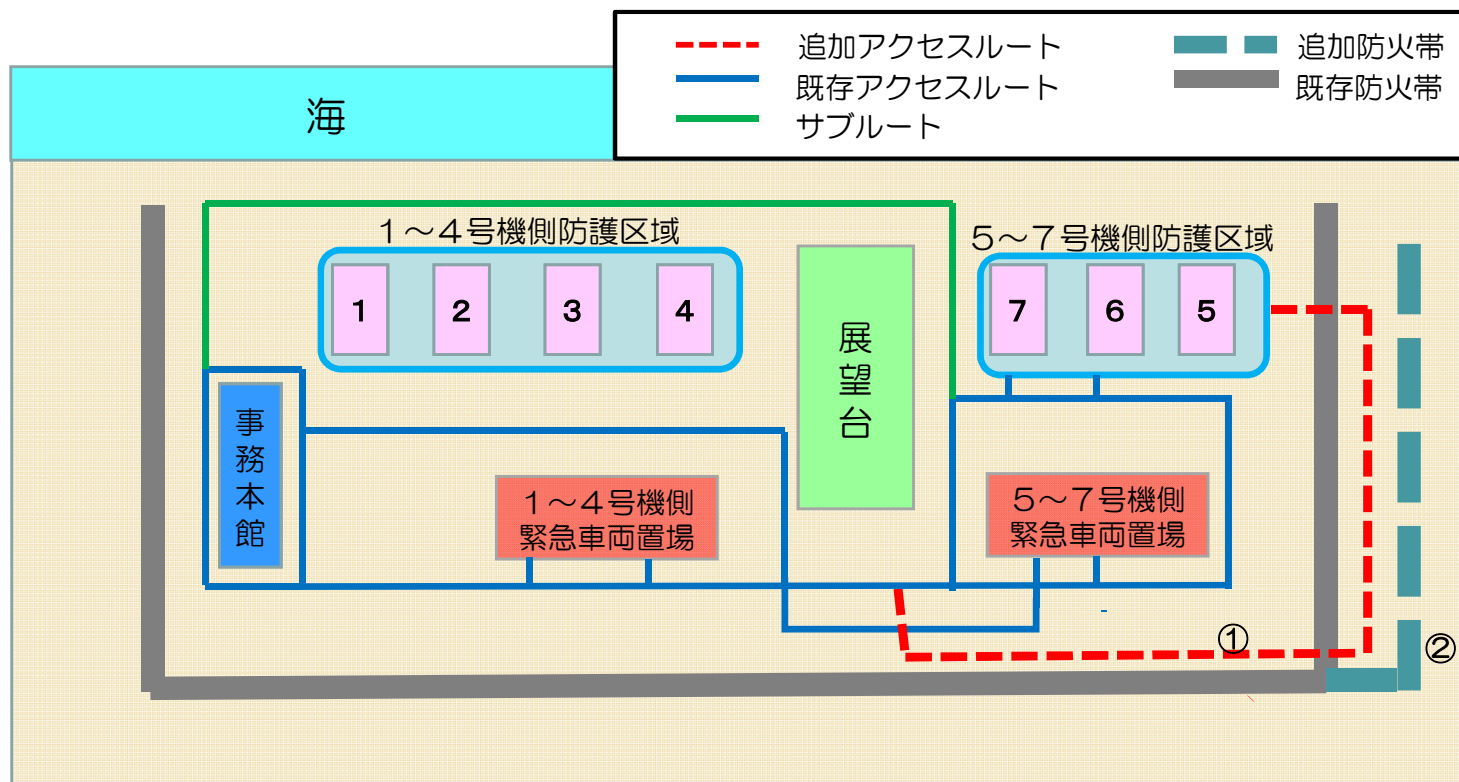 追加アクセスルート
既存アクセスルート
サブルート
追加防火帯
既存防火帯
海
1～4号機側防護区域
5～7号機側防護区域
1
2
3
4
展望台
7
6
5
事務本館
1～4号機側
緊急車両置場
5～7号機側
緊急車両置場
①
②